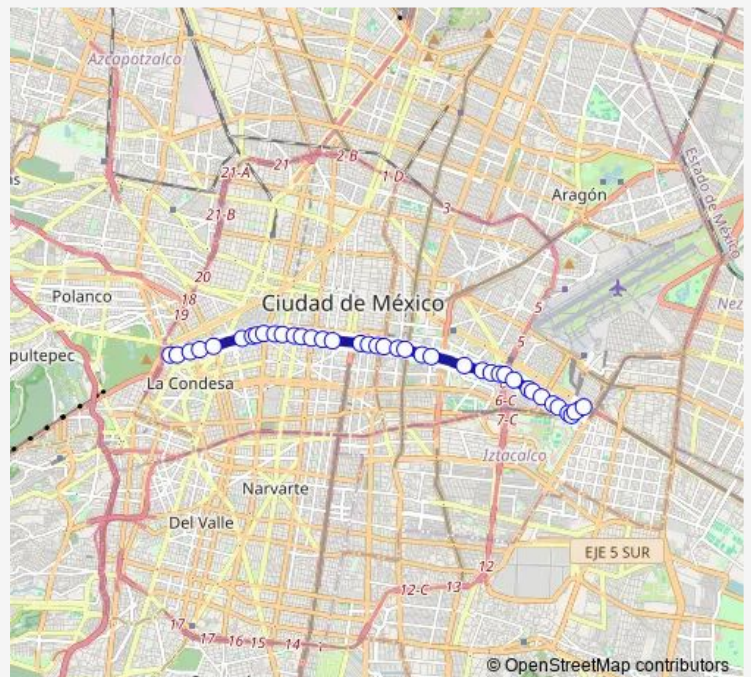 Azcapotzalco
21-A
21
2-B
1-D
as
Aragón
Estado de México
21-B
3
20
Polanco
18
19
Ciudad de México
5
Nez
pultepec
5
La Condesa
6-C
7-C
Iztacalco
Narvarte
Del Valle
EJE 5 SUR
12
12-C
13
17
17
16
15
14
© OpenStreetMap contributors